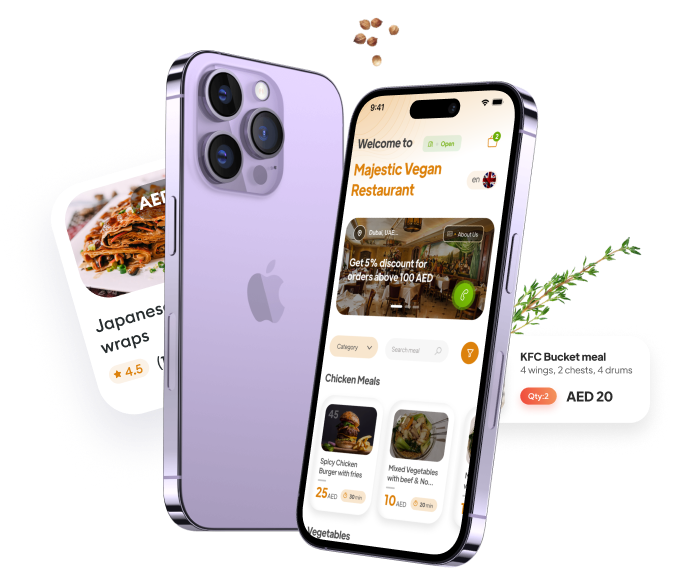 9:41
Welcome to
Open
2
Majestic Vegan
Restaurant
en
Dubai, UAE...
About Us
Get 5% discount for
orders above 100 AED
Category
Search meal
Chicken Meals
45
Spicy Chicken
Burger with fries
25 AED
30 min
Mixed Vegetables
with beef & No...
10 AED
20 min
Vegetables
AED
Japanese
wraps
4.5
KFC Bucket meal
4 wings, 2 chests, 4 drums
Qty:2
AED 20